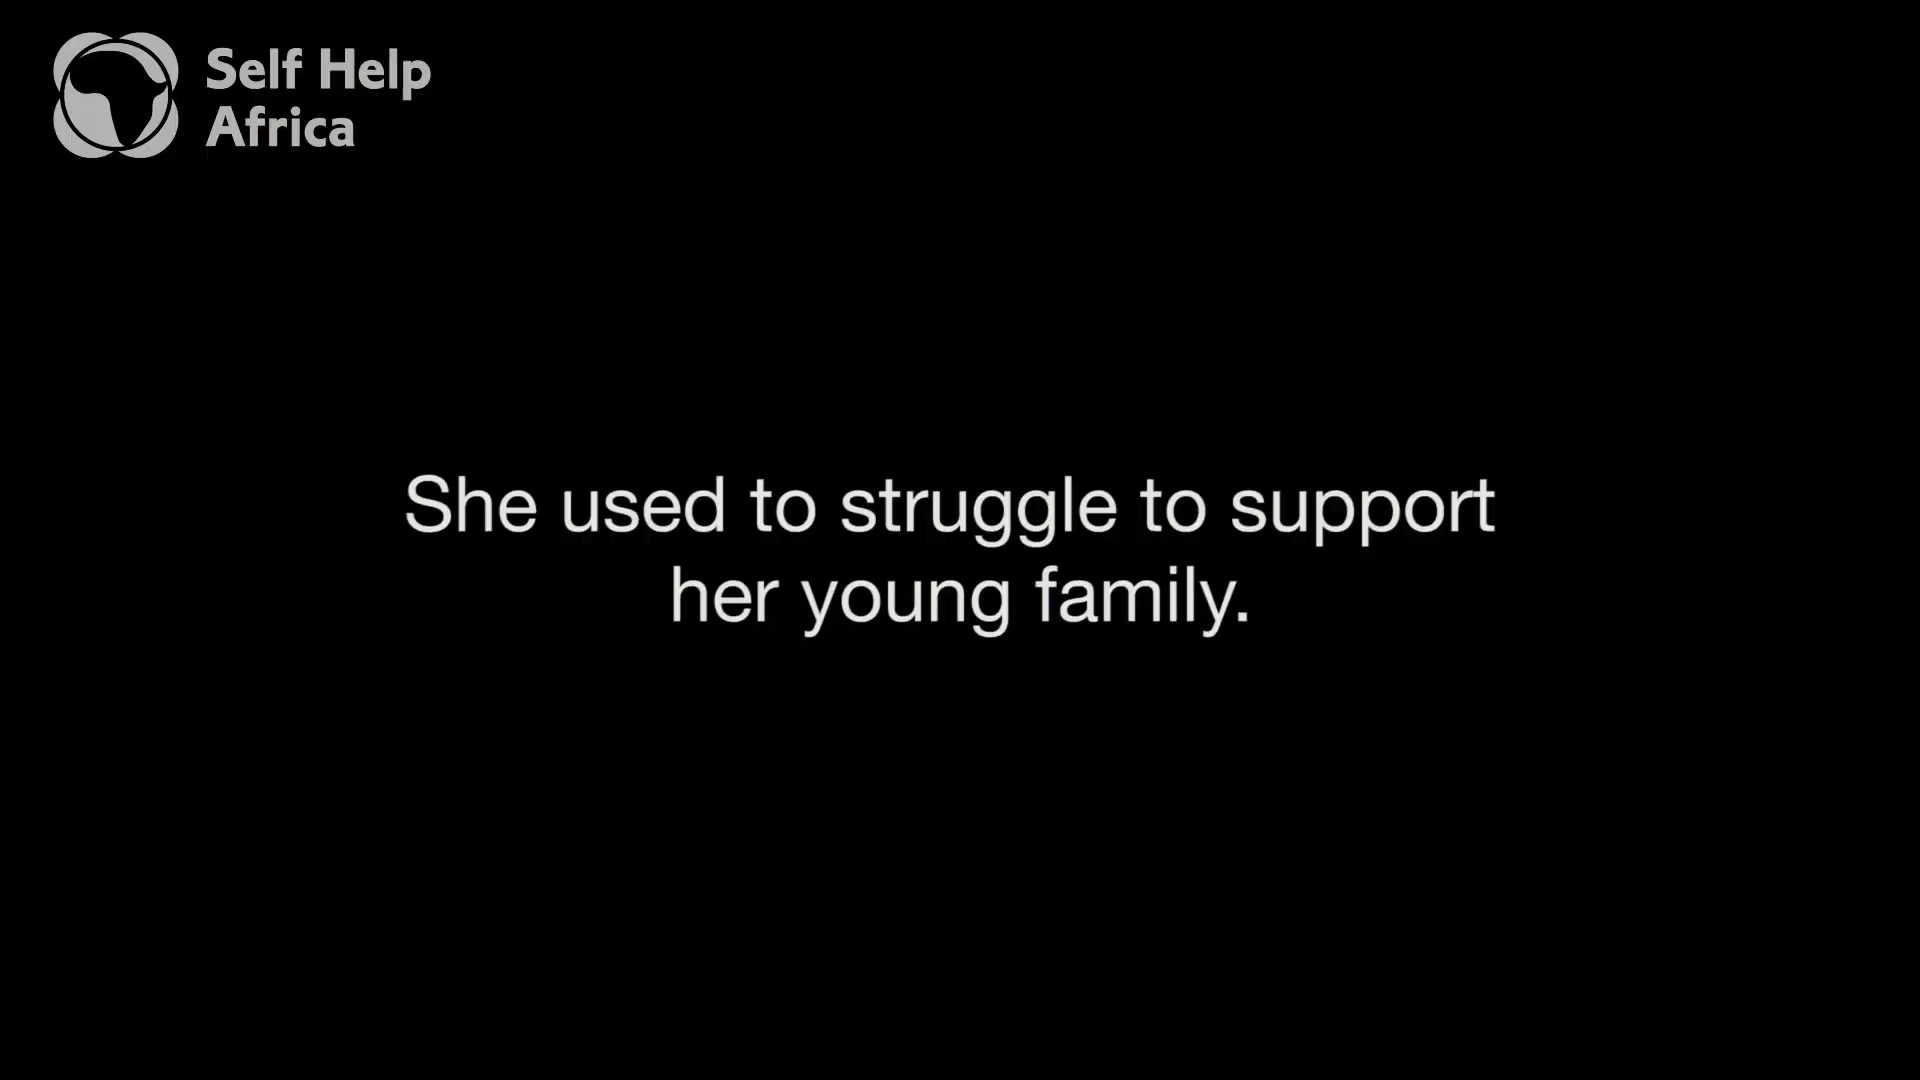 Self Help
Africa
She used to struggle to support
her young family.